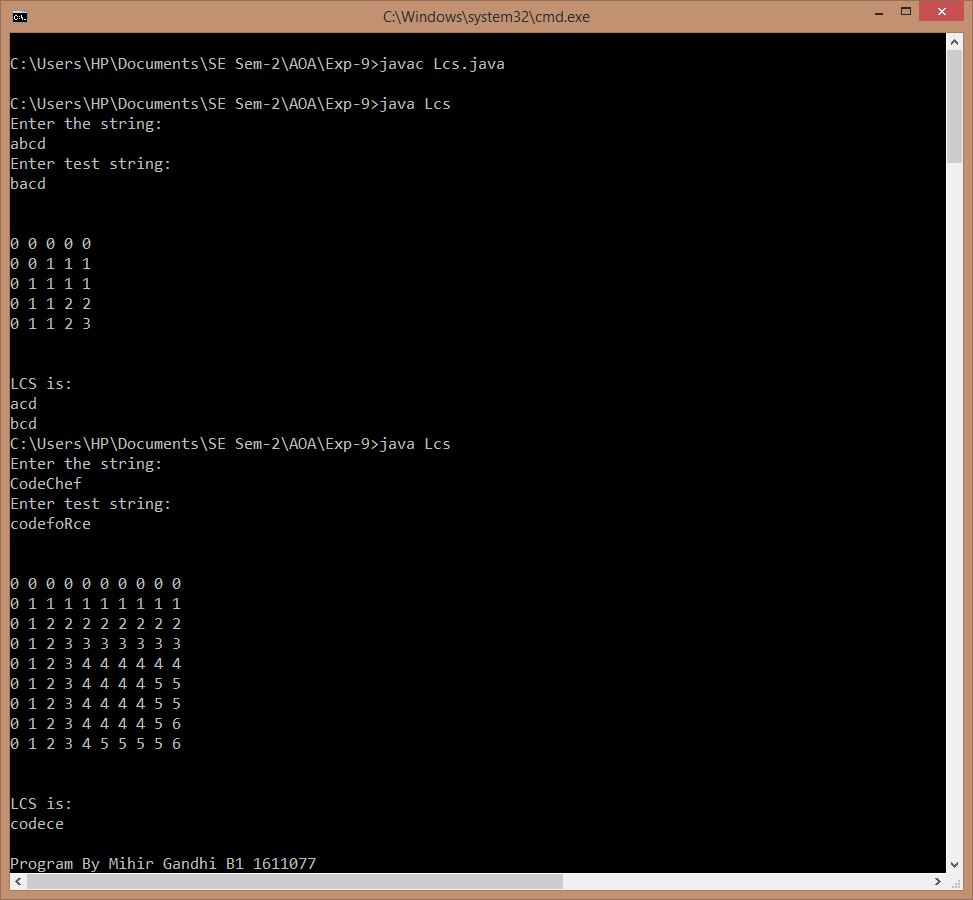 C:\Windows\system32\cmd.exe
C:\Users\HP\Documents\SE Sem-2\AOA\Exp-9>javac Lcs.java
C:\Users\HP\Documents\SE Sem-2\AOA\Exp-9>java Lcs
Enter the string:
abcd
Enter test string:
bacd
0 0 0 0 0
0 0 1 1 1
0 1 1 1 1
0 1 1 2 2
0 1 1 2 3
LCS is:
acd
bcd
C:\Users\HP\Documents\SE Sem-2\AOA\Exp-9>java Lcs
Enter the string:
CodeChef
Enter test string:
codefoRce
0 0 0 0 0 0 0 0 0 0
0 1 1 1 1 1 1 1 1 1
0 1 2 2 2 2 2 2 2 2
0 1 2 3 3 3 3 3 3 3
0 1 2 3 4 4 4 4 4 4
0 1 2 3 4 4 4 4 5 5
0 1 2 3 4 4 4 4 5 5
0 1 2 3 4 4 4 4 5 6
0 1 2 3 4 5 5 5 5 6
LCS is:
codece
Program By Mihir Gandhi B1 1611077